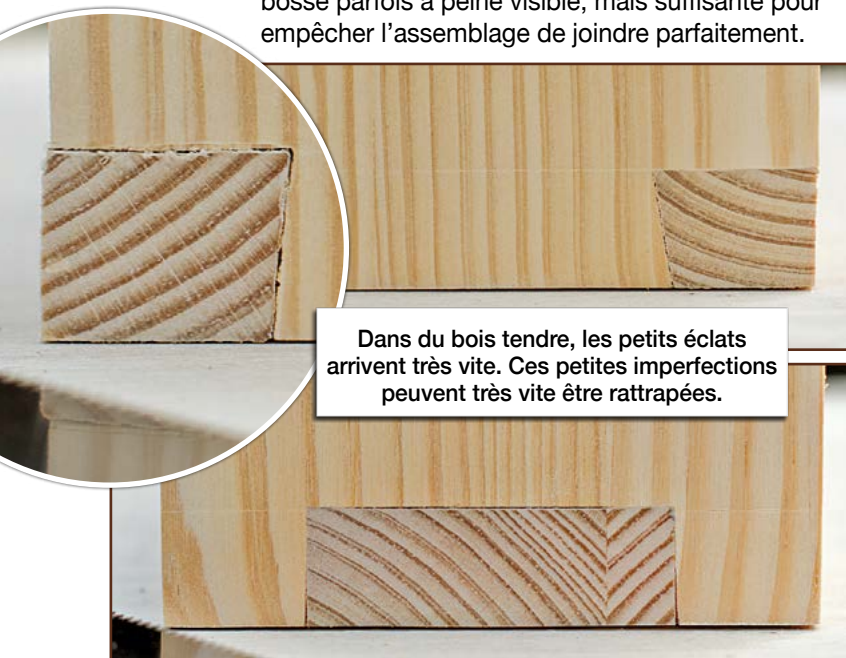 bosse parfois à peine visible, mais suffisante pour
empêcher l’assemblage de joindre parfaitement.
Dans du bois tendre, les petits éclats
arrivent très vite. Ces petites imperfections
peuvent très vite être rattrapées.